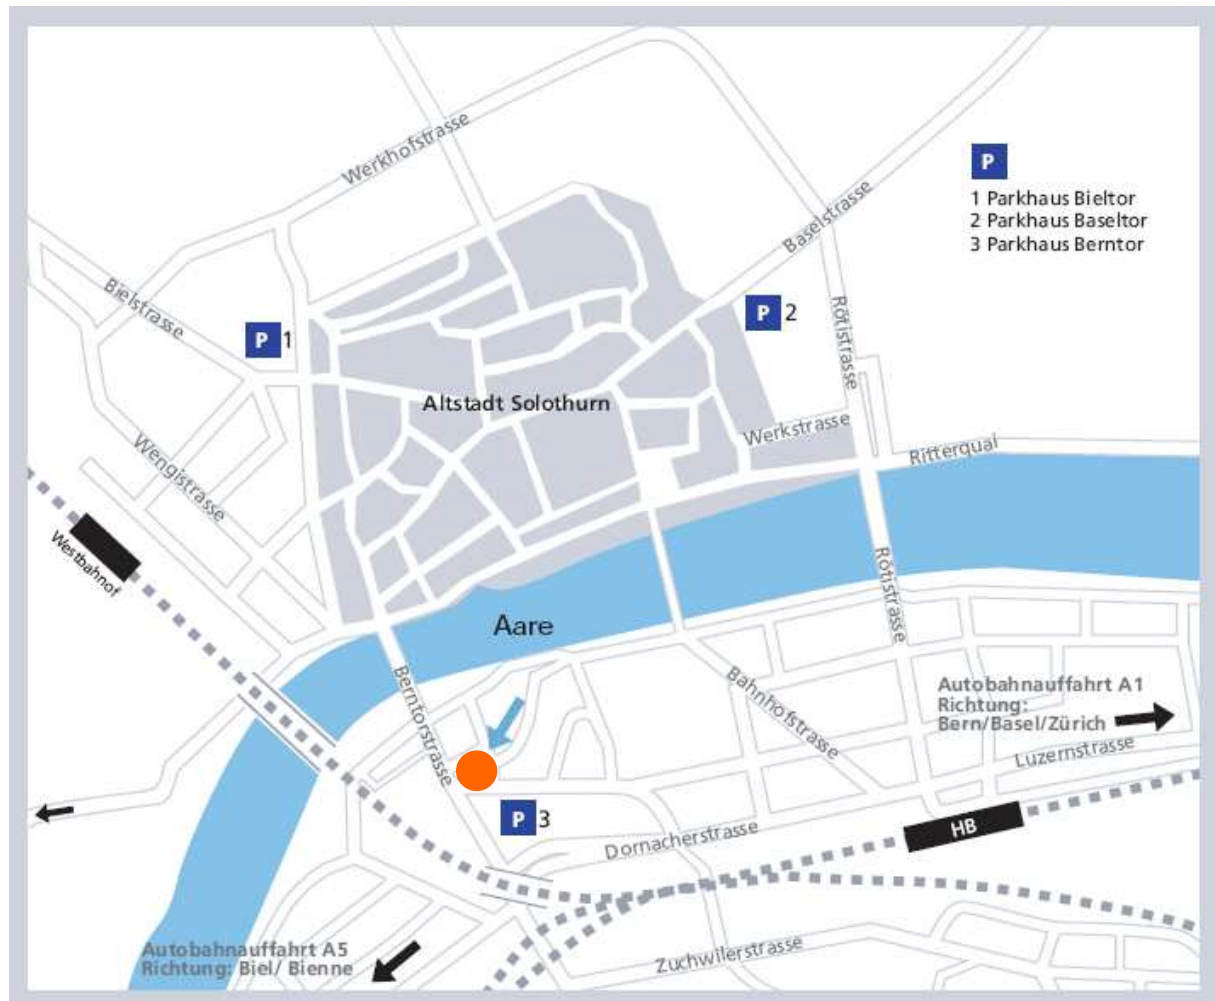 Werkhofstrasse
P
1 Parkhaus Bieltor
2 Parkhaus Baseltor
3 Parkhaus Berntor
Baselstrasse
Bielstrasse
P 1
P 2
Rötistrasse
Altstadt Solothurn
Werkstrasse
Ritterqual
Wengistrasse
Westbahnof
Rötistrasse
Aare
Berntorstrasse
Bahnhofstrasse
Autobahnauffahrt A1
Richtung:
Bern/Basel/Zürich
Luzernstrasse
P 3
Dornacherstrasse
HB
Autobahnauffahrt A5
Richtung: Biel/ Bienne
Zuchwilerstrasse